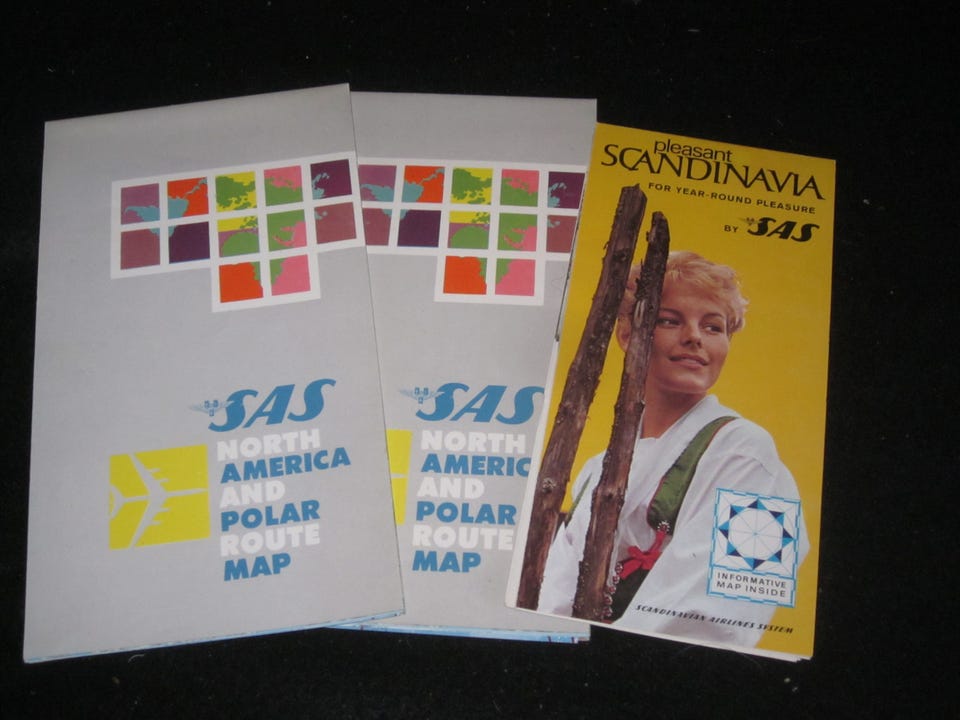 SAS
NORTH
AMERICA
AND
POLAR
ROUTE
MAP
SAS
NORTH
AMERIC
AND
POLAR
ROUTE
MAP
pleasant
SCANDINAVIA
FOR YEAR-ROUND PLEASURE
BY SAS
INFORMATIVE
MAP INSIDE
SCANDINAVIAN AIRLINES SYSTEM